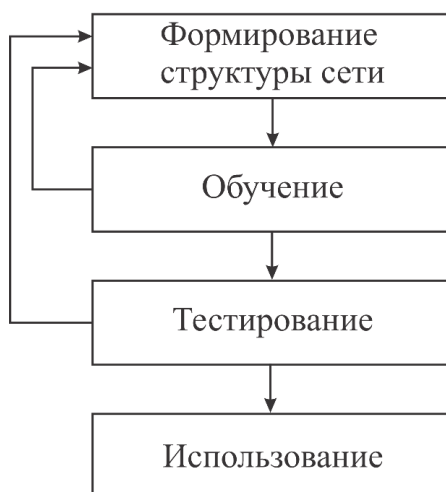 Формирование
структуры сети
Обучение
Тестирование
Использование